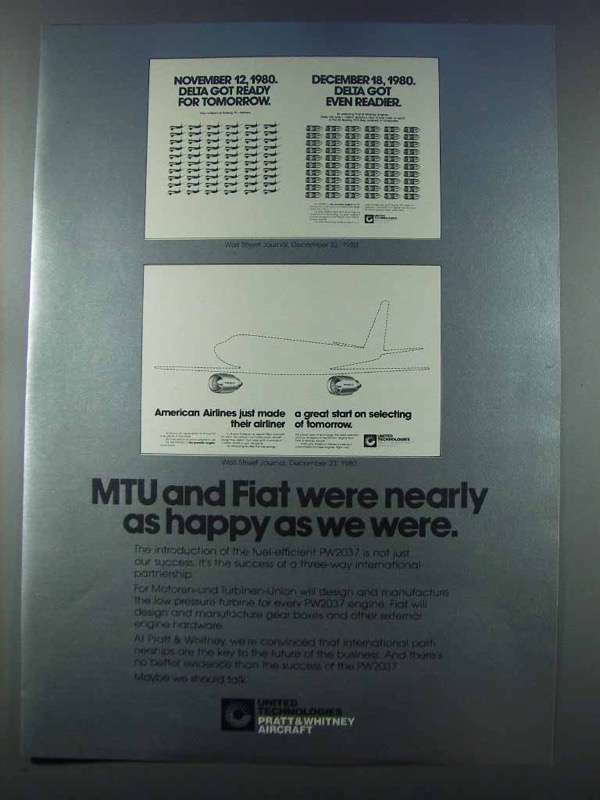 NOVEMBER 12, 1980.
DELTA GOT READY
FOR TOMORROW.
DECEMBER 18, 1980.
DELTA GOT
EVEN READIER.
UNITED
TECHNOLOGIES
Wall Street Journal, December 1980
American Airlines just made
their airliner
a great start on selecting
of tomorrow.
UNITED
TECHNOLOGIES
Wall Street Journal, December 23, 1980
MTU and Fiat were nearly
as happy as we were.
The introduction of the fuel-efficient PW2037 is not just
our success. It's the success of a three-way international
partnership.
For Motoren-und Turbinen-Union will design and manufacture
the low pressure turbine for every PW2037 engine. Fiat will
design and manufacture gear boxes and other external
engine hardware.
At Pratt & Whitney, we're convinced that international part-
nerships are the key to the future of the business. And there's
no better evidence than the success of the PW2037.
Maybe we should talk.
UNITED
TECHNOLOGIES
PRATT&WHITNEY
AIRCRAFT